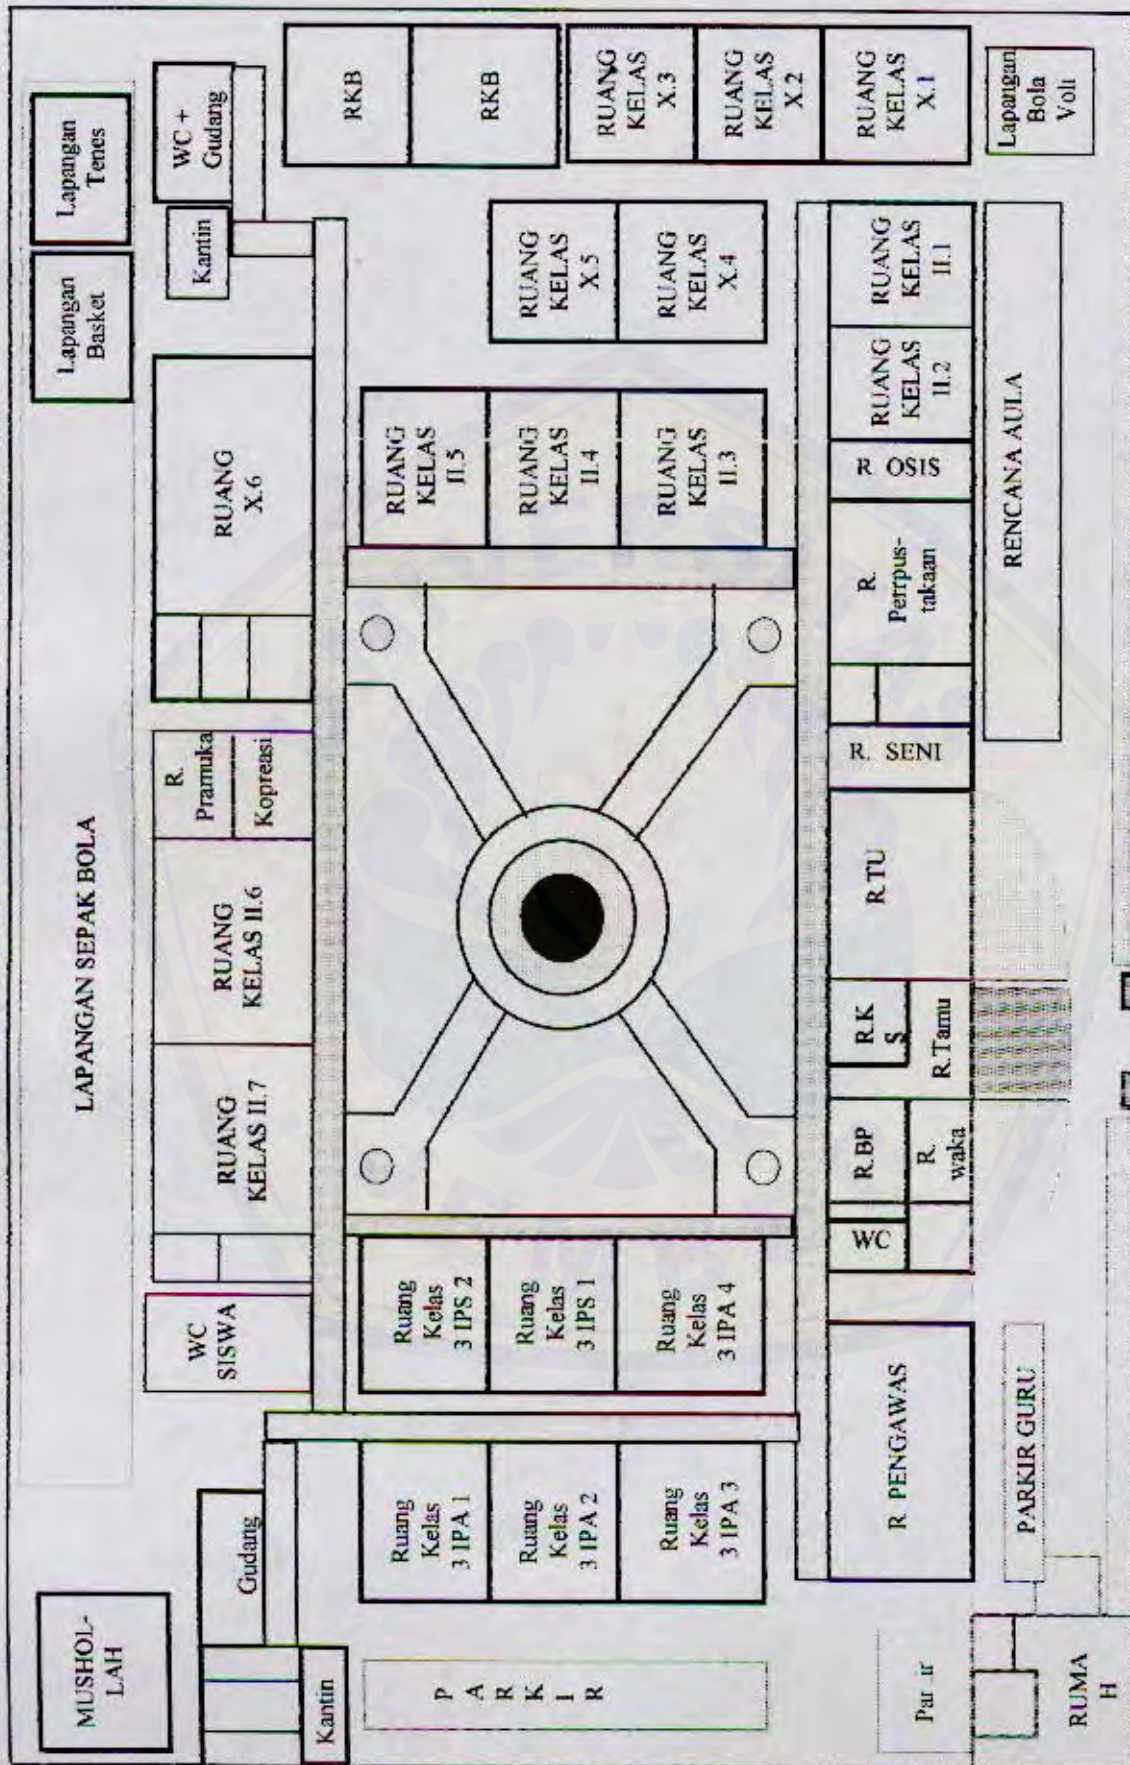 MUSHOL-
LAH
LAPANGAN SEPAK BOLA
Lapangan
Basket
Lapangan
Tenes
Gudang
Kantin
WC
SISWA
RUANG
KELAS II.7
RUANG
KELAS II.6
R.
Pramuka
Kopreasi
RUANG
X.6
Kantin
WC +
Gudang
P
A
R
K
I
R
Ruang
Kelas
3 IPA 1
Ruang
Kelas
3 IPA 2
Ruang
Kelas
3 IPA 3
Ruang
Kelas
3 IPS 2
Ruang
Kelas
3 IPS 1
Ruang
Kelas
3 IPA 4
RUANG
KELAS
II.5
RUANG
KELAS
II.4
RUANG
KELAS
II.3
RUANG
KELAS
X.5
RUANG
KELAS
X.4
RKB
RKB
RUANG
KELAS
X.3
RUANG
KELAS
X.2
RUANG
KELAS
X.1
R PENGAWAS
WC
R.BP
R.
waka
R.K
S
R.Tamu
R.TU
R. SENI
R.
Perrpus-
takaan
R OSIS
RUANG
KELAS
II.2
RUANG
KELAS
II.1
RUMA
H
PARKIR GURU
RENCANA AULA
Lapangan
Bola
Voli